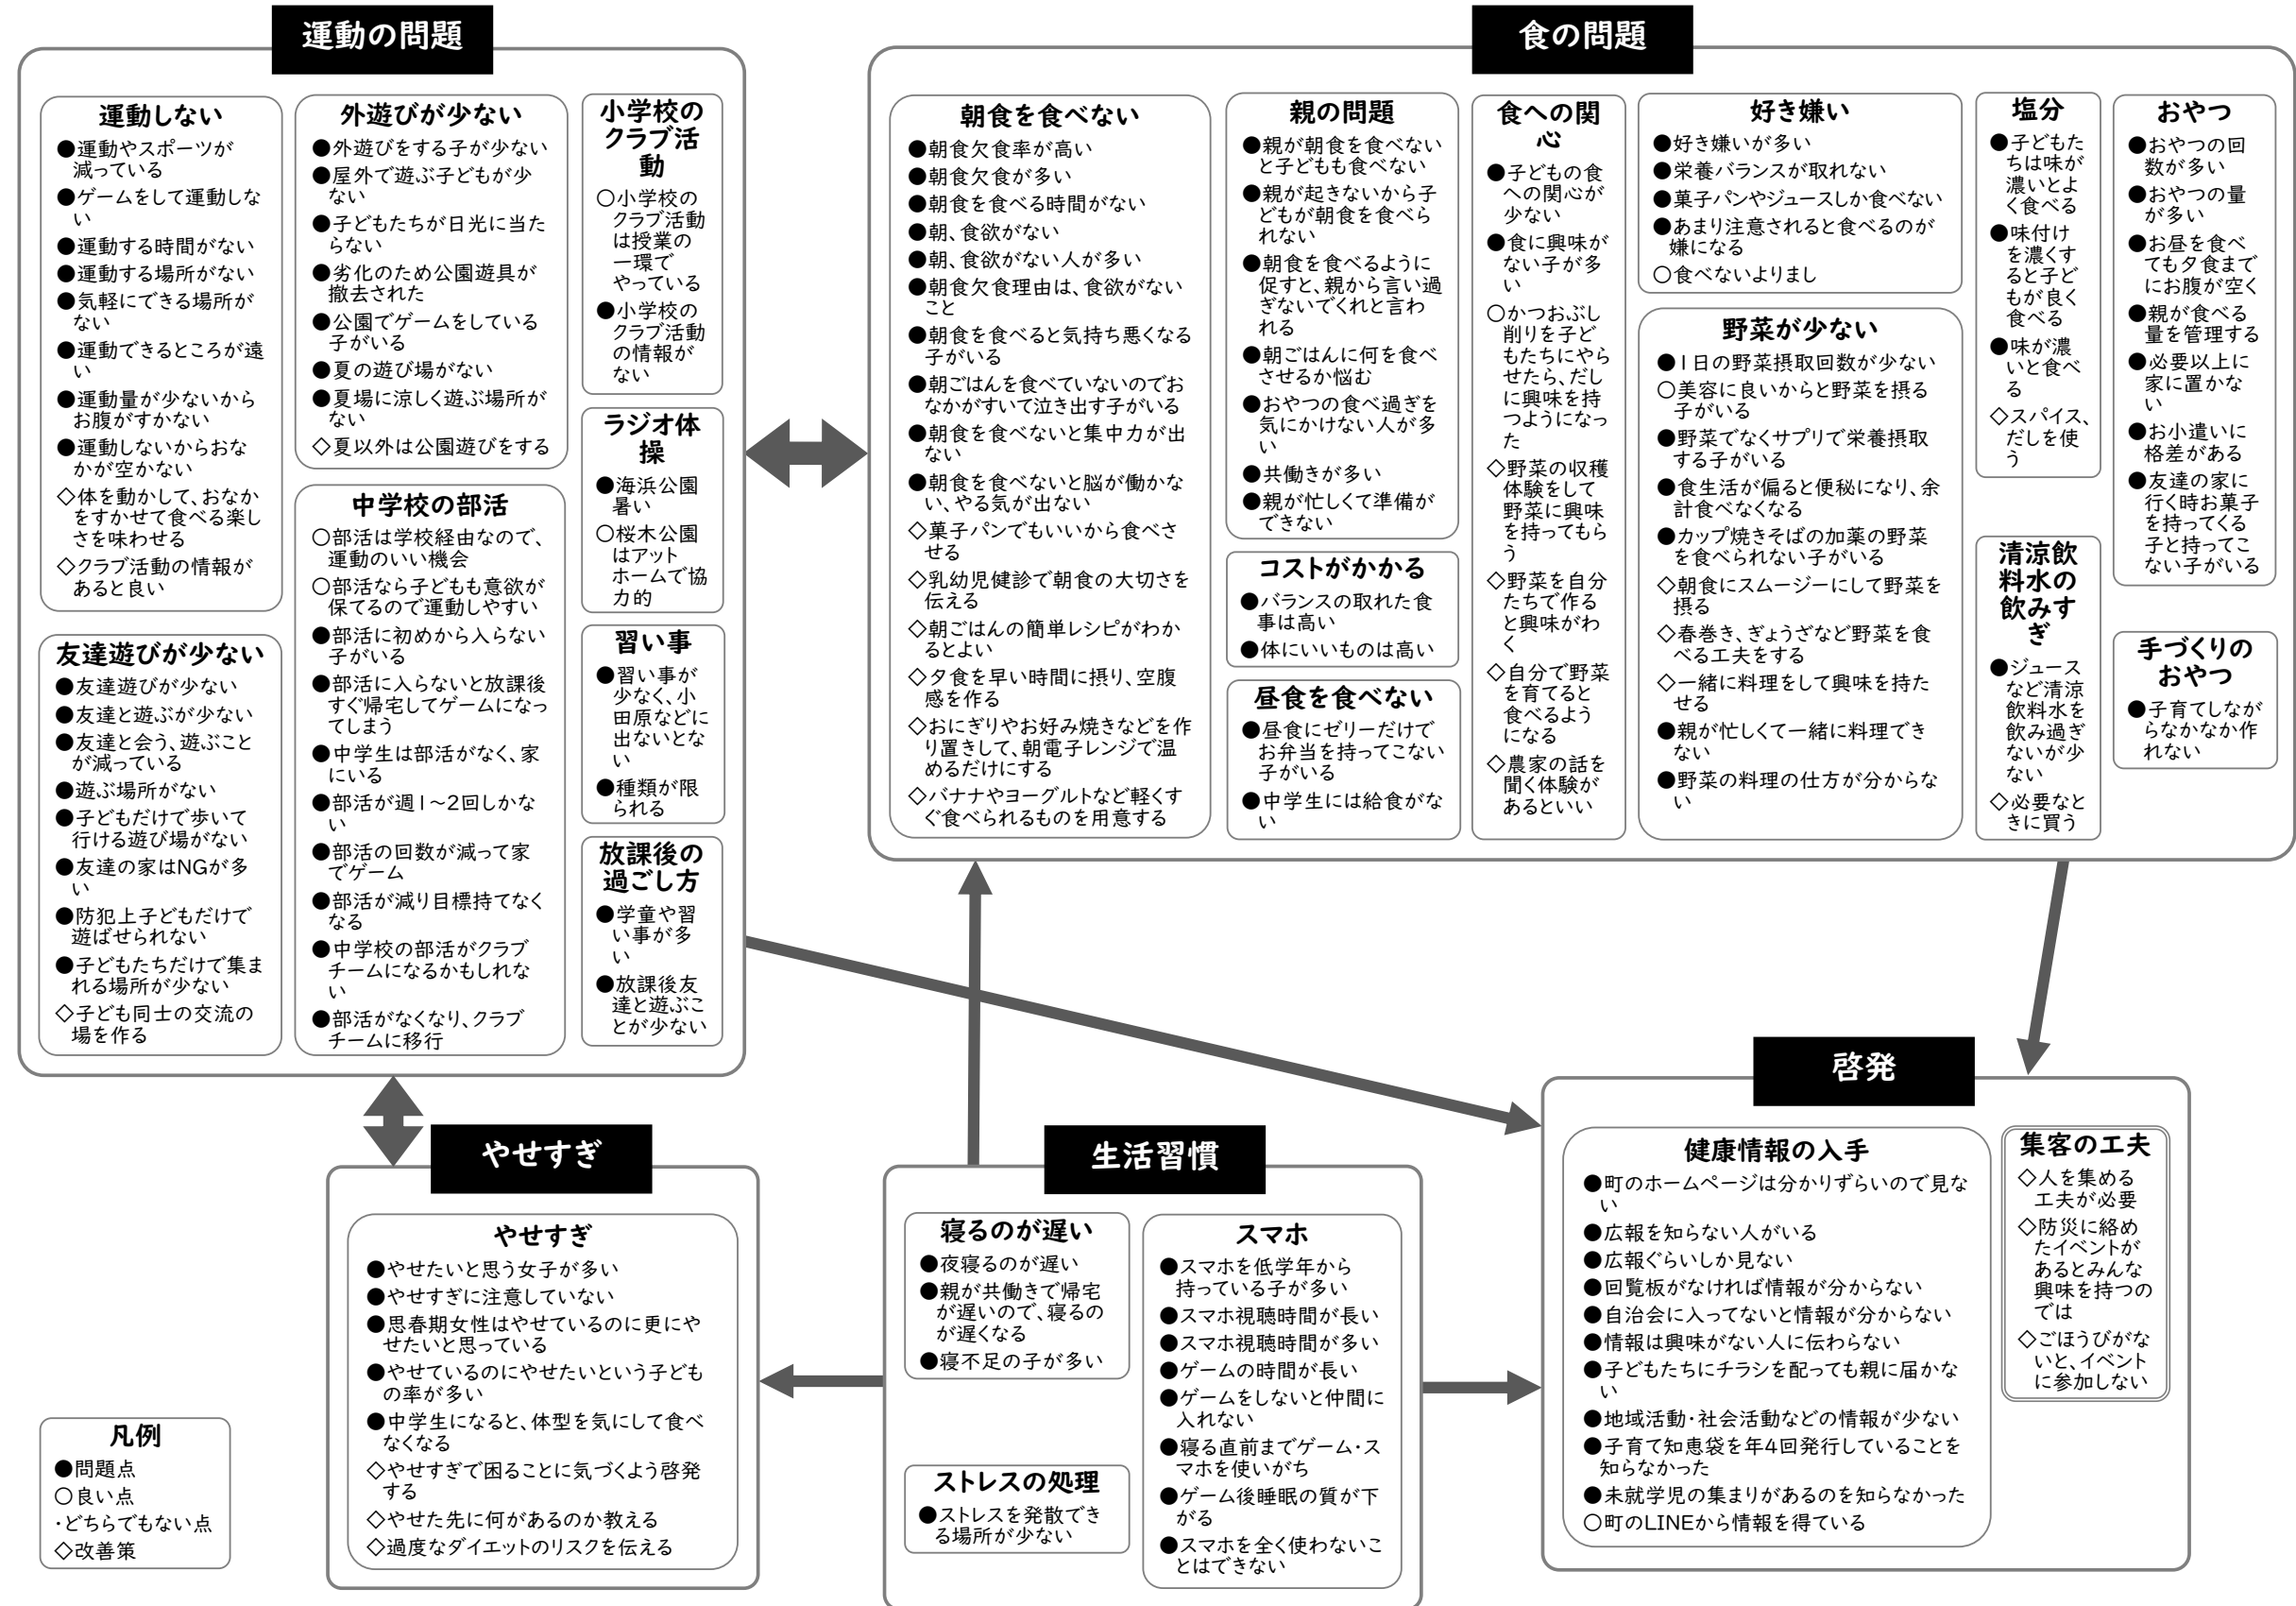 運動の問題
運動しない
●運動やスポーツが
減っている
●ゲームをして運動しな
い
●運動する時間がない
●運動する場所がない
●気軽にできる場所が
ない
●運動できるところが遠
い
●運動量が少ないから
お腹がすかない
●運動しないからおな
かが空かない
◇体を動かして、おなか
をすかせて食べる楽し
さを味わせる
◇クラブ活動の情報が
あると良い
友達遊びが少ない
●友達遊びが少ない
●友達と遊ぶが少ない
●友達と会う、遊ぶこと
が減っている
●遊ぶ場所がない
●子どもだけで歩いて
行ける遊び場がない
●友達の家はNGが多
い
●防犯上子どもだけで
遊ばせられない
●子どもたちだけで集ま
れる場所が少ない
◇子ども同士の交流の
場を作る
外遊びが少ない
●外遊びをする子が少ない
●屋外で遊ぶ子どもが少
ない
●子どもたちが日光に当た
らない
●劣化のため公園遊具が
撤去された
●公園でゲームをしている
子がいる
●夏の遊び場がない
●夏場に涼しく遊ぶ場所が
ない
◇夏以外は公園遊びをする
中学校の部活
○部活は学校経由なので、
運動のいい機会
○部活なら子どもも意欲が
保てるので運動しやすい
●部活に初めから入らない
子がいる
●部活に入らないと放課後
すぐ帰宅してゲームになっ
てしまう
●中学生は部活がなく、家
にいる
●部活が週1～2回しかな
い
●部活の回数が減って家
でゲーム
●部活が減り目標持てなく
なる
●中学校の部活がクラブ
チームになるかもしれな
い
●部活がなくなり、クラブ
チームに移行
小学校の
クラブ活
動
○小学校の
クラブ活動
は授業の
一環で
やっている
●小学校の
クラブ活動
の情報が
ない
ラジオ体
操
●海浜公園
暑い
○桜木公園
はアット
ホームで協
力的
習い事
●習い事が
少なく、小
田原などに
出ないとな
い
●種類が限
られる
放課後の
過ごし方
●学童や習
い事が多
い
●放課後友
達と遊ぶこ
とが少ない
食の問題
朝食を食べない
●朝食欠食率が高い
●朝食欠食が多い
●朝食を食べる時間がない
●朝、食欲がない
●朝、食欲がない人が多い
●朝食欠食理由は、食欲がない
こと
●朝食を食べると気持ち悪くなる
子がいる
●朝ごはんを食べていないのでお
なかがすいて泣き出す子がいる
●朝食を食べないと集中力が出
ない
●朝食を食べないと脳が働かな
い、やる気が出ない
◇菓子パンでもいいから食べさ
せる
◇乳幼児健診で朝食の大切さを
伝える
◇朝ごはんの簡単レシピがわか
るとよい
◇夕食を早い時間に摂り、空腹
感を作る
◇おにぎりやお好み焼きなどを作
り置きして、朝電子レンジで温
めるだけにする
◇バナナやヨーグルトなど軽くす
ぐ食べられるものを用意する
親の問題
●親が朝食を食べない
と子どもも食べない
●親が起きないから子
どもが朝食を食べら
れない
●朝食を食べるように
促すと、親から言い過
ぎないでくれと言わ
れる
●朝ごはんに何を食べ
させるか悩む
●おやつの食べ過ぎを
気にかけない人が多
い
●共働きが多い
●親が忙しくて準備が
できない
コストがかかる
●バランスの取れた食
事は高い
●体にいいものは高い
昼食を食べない
●昼食にゼリーだけで
お弁当を持ってこない
子がいる
●中学生には給食がな
い
食への関
心
●子どもの食
への関心が
少ない
●食に興味が
ない子が多
い
○かつおぶし
削りを子ど
もたちにやら
せたら、だし
に興味を持
つようになっ
た
◇野菜の収穫
体験をして
野菜に興味
を持ってもら
う
◇野菜を自分
たちで作る
と興味がわ
く
◇自分で野菜
を育てると
食べるよう
になる
◇農家の話を
聞く体験が
あるといい
好き嫌い
●好き嫌いが多い
●栄養バランスが取れない
●菓子パンやジュースしか食べない
●あまり注意されると食べるのが
嫌になる
○食べないよりまし
野菜が少ない
●1日の野菜摂取回数が少ない
○美容に良いからと野菜を摂る
子がいる
●野菜でなくサプリで栄養摂取
する子がいる
●食生活が偏ると便秘になり、余
計食べなくなる
●カップ焼きそばの加薬の野菜
を食べられない子がいる
◇朝食にスムージーにして野菜を
摂る
◇春巻き、ぎょうざなど野菜を食
べる工夫をする
◇一緒に料理をして興味を持た
せる
●親が忙しくて一緒に料理でき
ない
●野菜の料理の仕方が分からな
い
塩分
●子どもた
ちは味が
濃いとよ
く食べる
●味付け
を濃くす
ると子ど
もが良く
食べる
●味が濃
いと食べ
る
◇スパイス、
だしを使
う
清涼飲
料水の
飲みす
ぎ
●ジュース
など清涼
飲料水を
飲み過ぎ
ないが少
ない
◇必要なと
きに買う
おやつ
●おやつの回
数が多い
●おやつの量
が多い
●お昼を食べ
ても夕食まで
にお腹が空く
●親が食べる
量を管理する
●必要以上に
家に置かな
い
●お小遣いに
格差がある
●友達の家に
行く時お菓子
を持ってくる
子と持ってこ
ない子がいる
手づくりの
おやつ
●子育てしなが
らなかなか作
れない
やせすぎ
やせすぎ
●やせたいと思う女子が多い
●やせすぎに注意していない
●思春期女性はやせているのに更にや
せたいと思っている
●やせているのにやせたいという子ども
の率が多い
●中学生になると、体型を気にして食べ
なくなる
◇やせすぎで困ることに気づくよう啓発
する
◇やせた先に何があるのか教える
◇過度なダイエットのリスクを伝える
生活習慣
寝るのが遅い
●夜寝るのが遅い
●親が共働きで帰宅
が遅いので、寝るの
が遅くなる
●寝不足の子が多い
ストレスの処理
●ストレスを発散でき
る場所が少ない
スマホ
●スマホを低学年から
持っている子が多い
●スマホ視聴時間が長い
●スマホ視聴時間が多い
●ゲームの時間が長い
●ゲームをしないと仲間に
入れない
●寝る直前までゲーム・ス
マホを使いがち
●ゲーム後睡眠の質が下
がる
●スマホを全く使わないこ
とはできない
啓発
健康情報の入手
●町のホームページは分かりずらいので見な
い
●広報を知らない人がいる
●広報ぐらいしか見ない
●回覧板がなければ情報が分からない
●自治会に入ってないと情報が分からない
●情報は興味がない人に伝わらない
●子どもたちにチラシを配っても親に届かな
い
●地域活動・社会活動などの情報が少ない
●子育て知恵袋を年4回発行していることを
知らなかった
●未就学児の集まりがあるのを知らなかった
○町のLINEから情報を得ている
集客の工夫
◇人を集める
工夫が必要
◇防災に絡め
たイベントが
あるとみんな
興味を持つの
では
◇ごほうびがな
いと、イベント
に参加しない
凡例
●問題点
○良い点
・どちらでもない点
◇改善策